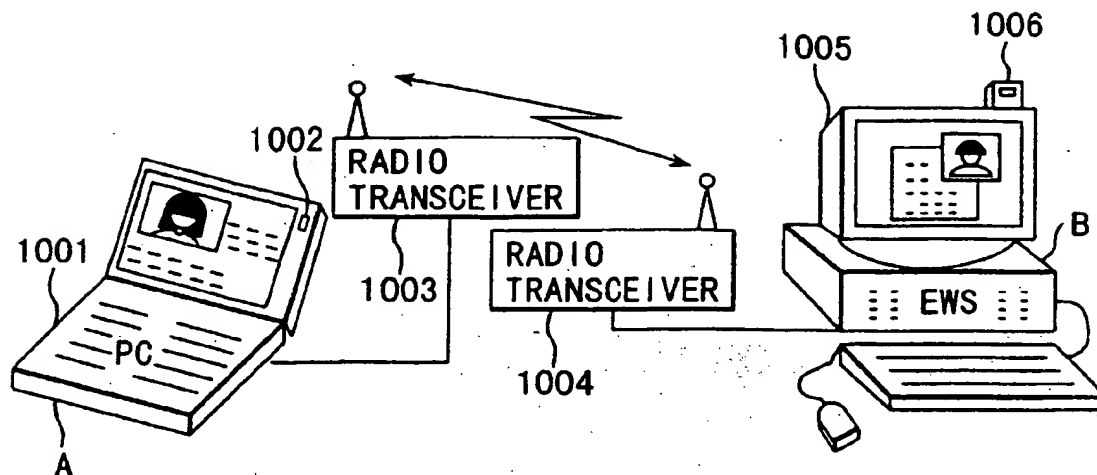 1005
1006
1002
RADIO
TRANSCEIVER
1001
1003
RADIO
TRANSCEIVER
B
PC
EWS
1004
A